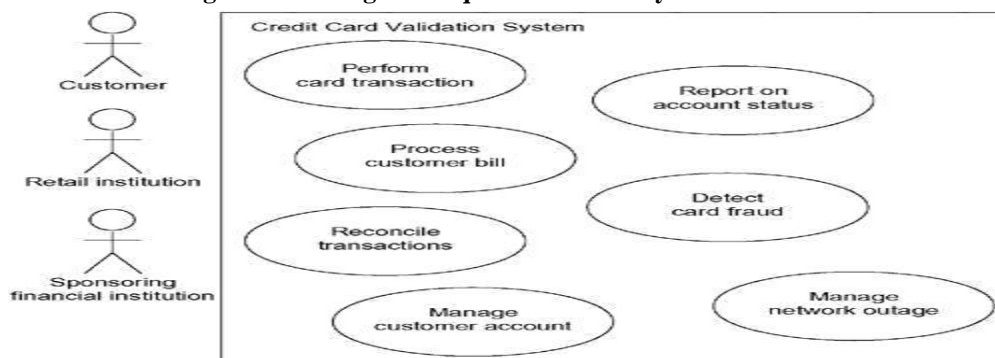 Credit Card Validation System
Customer
Perform
card transaction
Report on
account status
Retail institution
Process
customer bill
Detect
card fraud
Sponsoring
financial institution
Reconcile
transactions
Manage
customer account
Manage
network outage